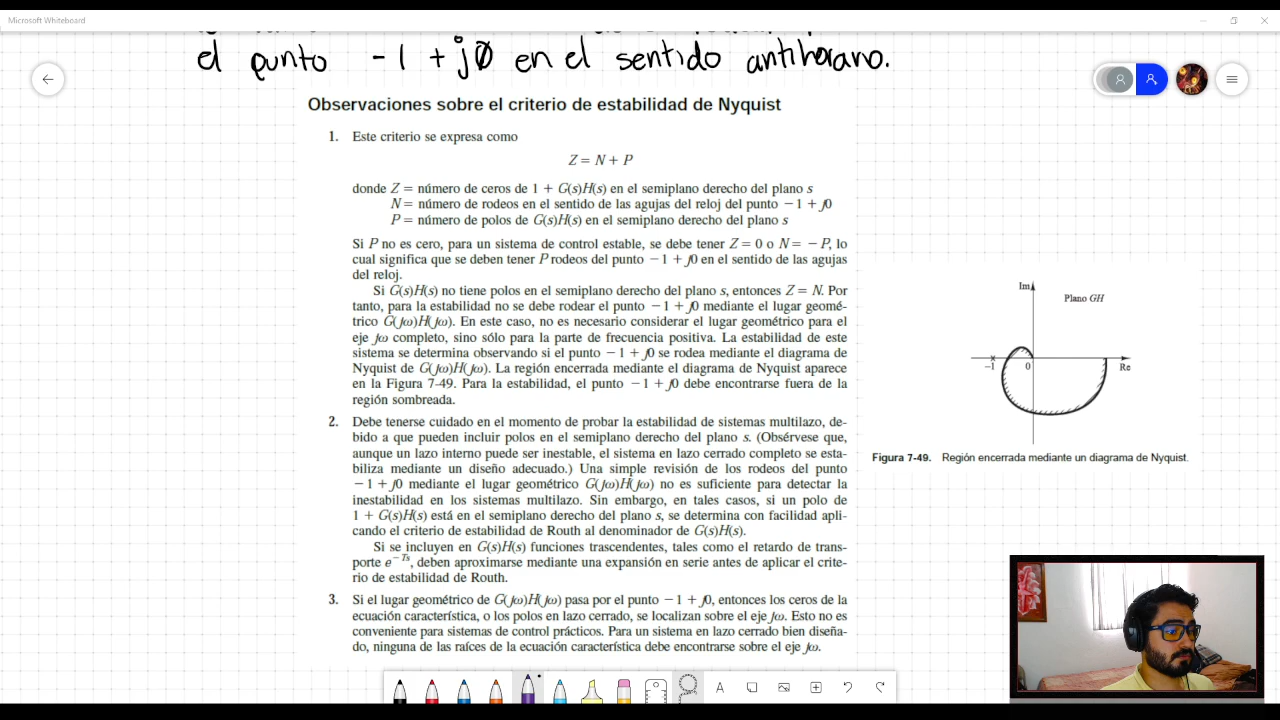 Microsoft Whiteboard
el punto -1 + j0 en el sentido antihorario.
Observaciones sobre el criterio de estabilidad de Nyquist
1. Este criterio se expresa como
Z = N + P
donde Z = número de ceros de 1 + G(s)H(s) en el semiplano derecho del plano s
N = número de rodeos en el sentido de las agujas del reloj del punto −1 + j0
P = número de polos de G(s)H(s) en el semiplano derecho del plano s
Si P no es cero, para un sistema de control estable, se debe tener Z = 0 o N = −P, lo
cual significa que se deben tener P rodeos del punto −1 + j0 en el sentido de las agujas
del reloj.
Si G(s)H(s) no tiene polos en el semiplano derecho del plano s, entonces Z = N. Por
tanto, para la estabilidad no se debe rodear el punto −1 + j0 mediante el lugar geomé-
trico G(jω)H(jω). En este caso, no es necesario considerar el lugar geométrico para el
eje jω completo, sino sólo para la parte de frecuencia positiva. La estabilidad de este
sistema se determina observando si el punto −1 + j0 se rodea mediante el diagrama de
Nyquist de G(jω)H(jω). La región encerrada mediante el diagrama de Nyquist aparece
en la Figura 7-49. Para la estabilidad, el punto −1 + j0 debe encontrarse fuera de la
región sombreada.
2. Debe tenerse cuidado en el momento de probar la estabilidad de sistemas multilazo, de-
bido a que pueden incluir polos en el semiplano derecho del plano s. (Obsérvese que,
aunque un lazo interno puede ser inestable, el sistema en lazo cerrado completo se esta-
biliza mediante un diseño adecuado.) Una simple revisión de los rodeos del punto
−1 + j0 mediante el lugar geométrico G(jω)H(jω) no es suficiente para detectar la
inestabilidad en los sistemas multilazo. Sin embargo, en tales casos, si un polo de
1 + G(s)H(s) está en el semiplano derecho del plano s, se determina con facilidad apli-
cando el criterio de estabilidad de Routh al denominador de G(s)H(s).
Si se incluyen en G(s)H(s) funciones trascendentes, tales como el retardo de trans-
porte e^−Ts, deben aproximarse mediante una expansión en serie antes de aplicar el crite-
rio de estabilidad de Routh.
3. Si el lugar geométrico de G(jω)H(jω) pasa por el punto −1 + j0, entonces los ceros de la
ecuación característica, o los polos en lazo cerrado, se localizan sobre el eje jω. Esto no es
conveniente para sistemas de control prácticos. Para un sistema en lazo cerrado bien diseña-
do, ninguna de las raíces de la ecuación característica debe encontrarse sobre el eje jω.
Im
Plano GH
−1
0
Re
Figura 7-49. Región encerrada mediante un diagrama de Nyquist.